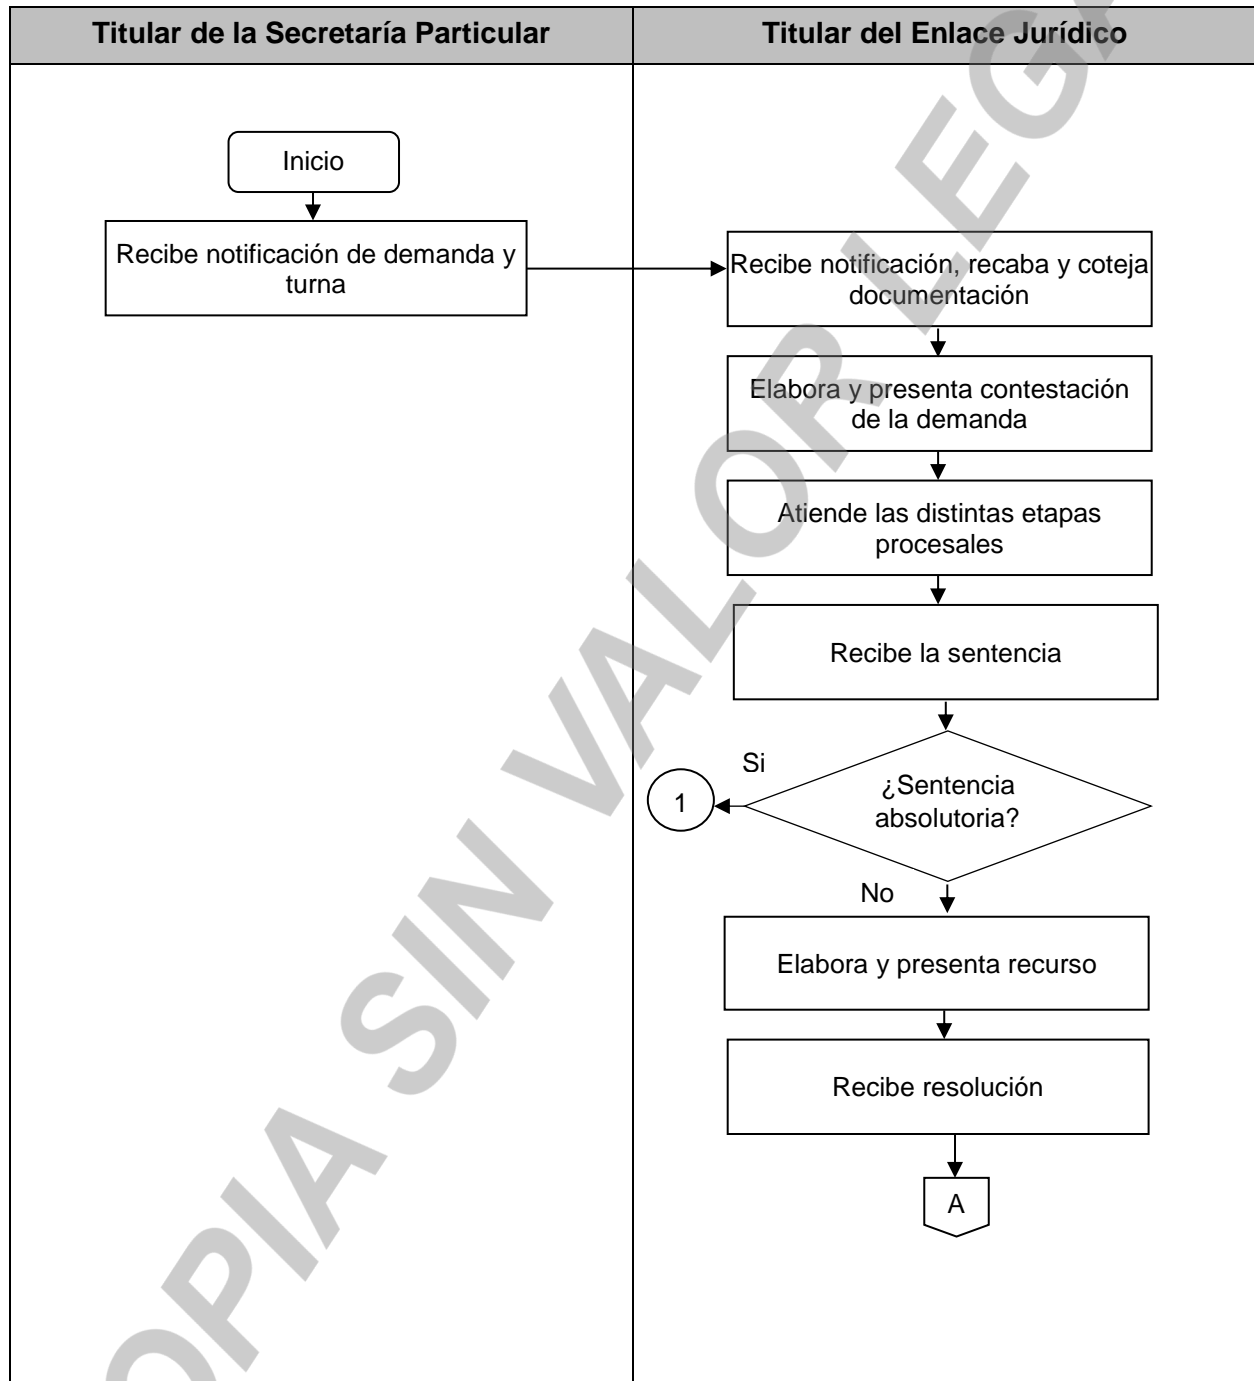 Titular de la Secretaría Particular
Titular del Enlace Jurídico
Inicio
Recibe notificación de demanda y
turna
Recibe notificación, recaba y coteja
documentación
Elabora y presenta contestación
de la demanda
Atiende las distintas etapas
procesales
Recibe la sentencia
Si
1
¿Sentencia
absolutoria?
No
Elabora y presenta recurso
Recibe resolución
A
OPIA SIN VALOR LEGA